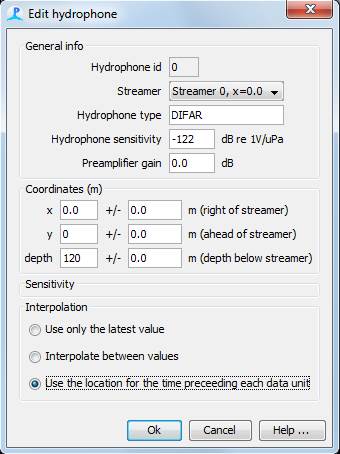 Edit hydrophone
General info
Hydrophone id 0
Streamer Streamer 0, x=0.0
Hydrophone type DIFAR
Hydrophone sensitivity -122 dB re 1V/uPa
Preamplifier gain 0.0 dB
Coordinates (m)
x 0.0 +/- 0.0 m (right of streamer)
y 0 +/- 0.0 m (ahead of streamer)
depth 120 +/- 0.0 m (depth below streamer)
Sensitivity
Interpolation
Use only the latest value
Interpolate between values
Use the location for the time preceeding each data unit
Ok Cancel Help ...